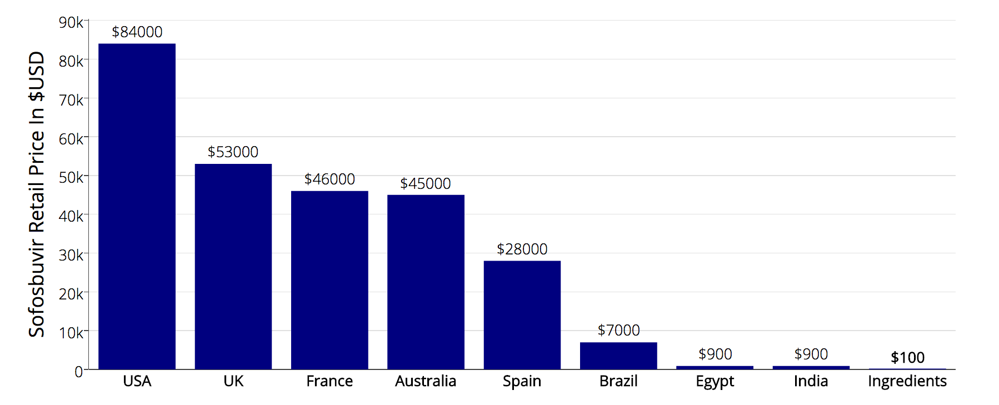 Sofosbuvir Retail Price In $USD
90k
80k
70k
60k
50k
40k
30k
20k
10k
0
$84000
$53000
$46000
$45000
$28000
$7000
$900
$900
$100
USA
UK
France
Australia
Spain
Brazil
Egypt
India
Ingredients